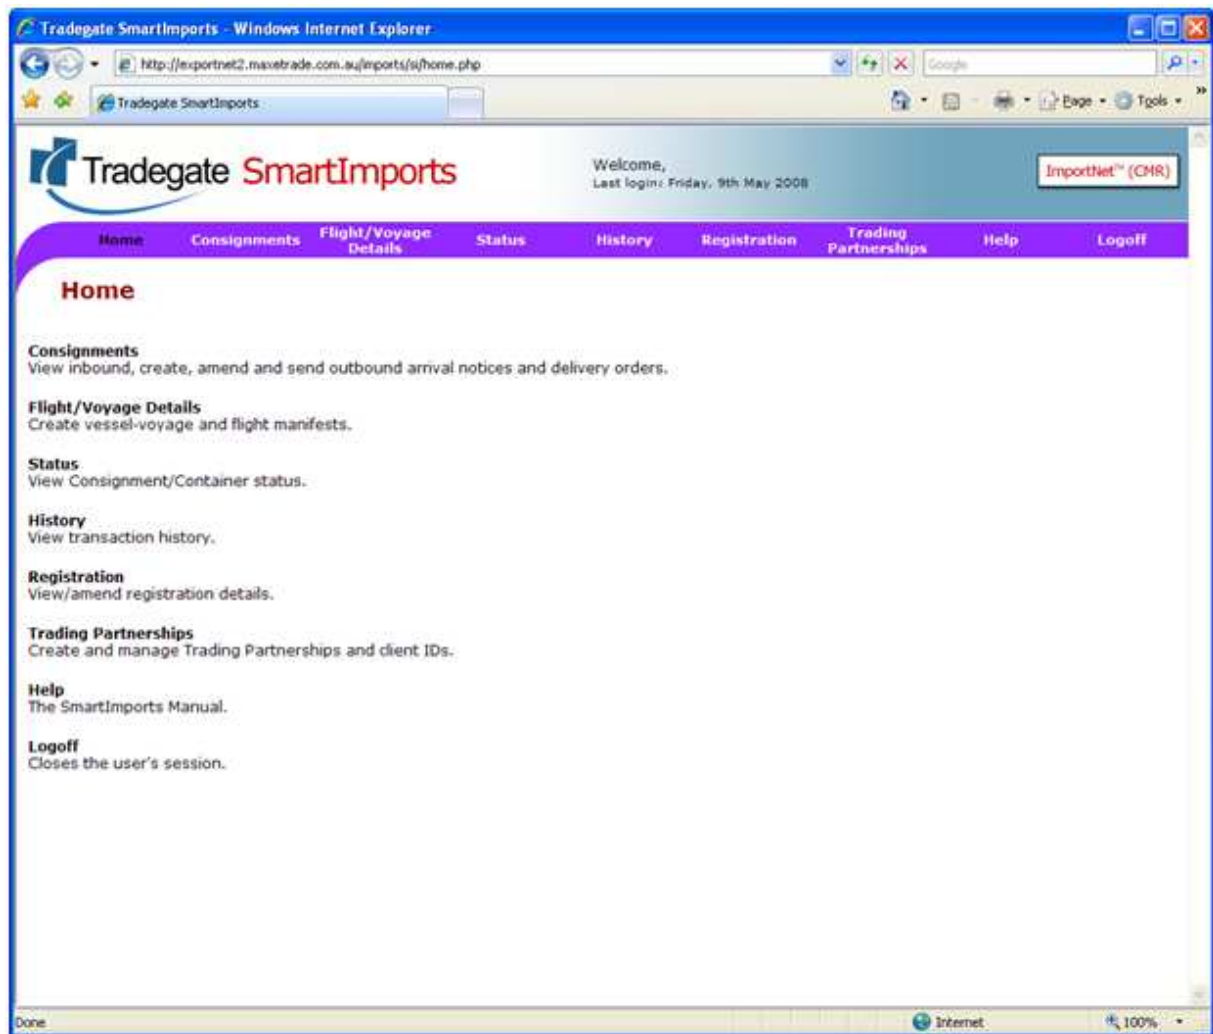 Tradegate SmartImports - Windows Internet Explorer
http://exportnet2.maxetrade.com.au/imports/si/home.php
Google
Tradegate SmartImports
Page
Tools
Tradegate SmartImports
Welcome,
Last login: Friday, 9th May 2008
ImportNet™ (CMR)
Home Consignments Flight/Voyage Details Status History Registration Trading Partnerships Help Logoff
Home
Consignments
View inbound, create, amend and send outbound arrival notices and delivery orders.
Flight/Voyage Details
Create vessel-voyage and flight manifests.
Status
View Consignment/Container status.
History
View transaction history.
Registration
View/amend registration details.
Trading Partnerships
Create and manage Trading Partnerships and client IDs.
Help
The SmartImports Manual.
Logoff
Closes the user's session.
Done
Internet
100%